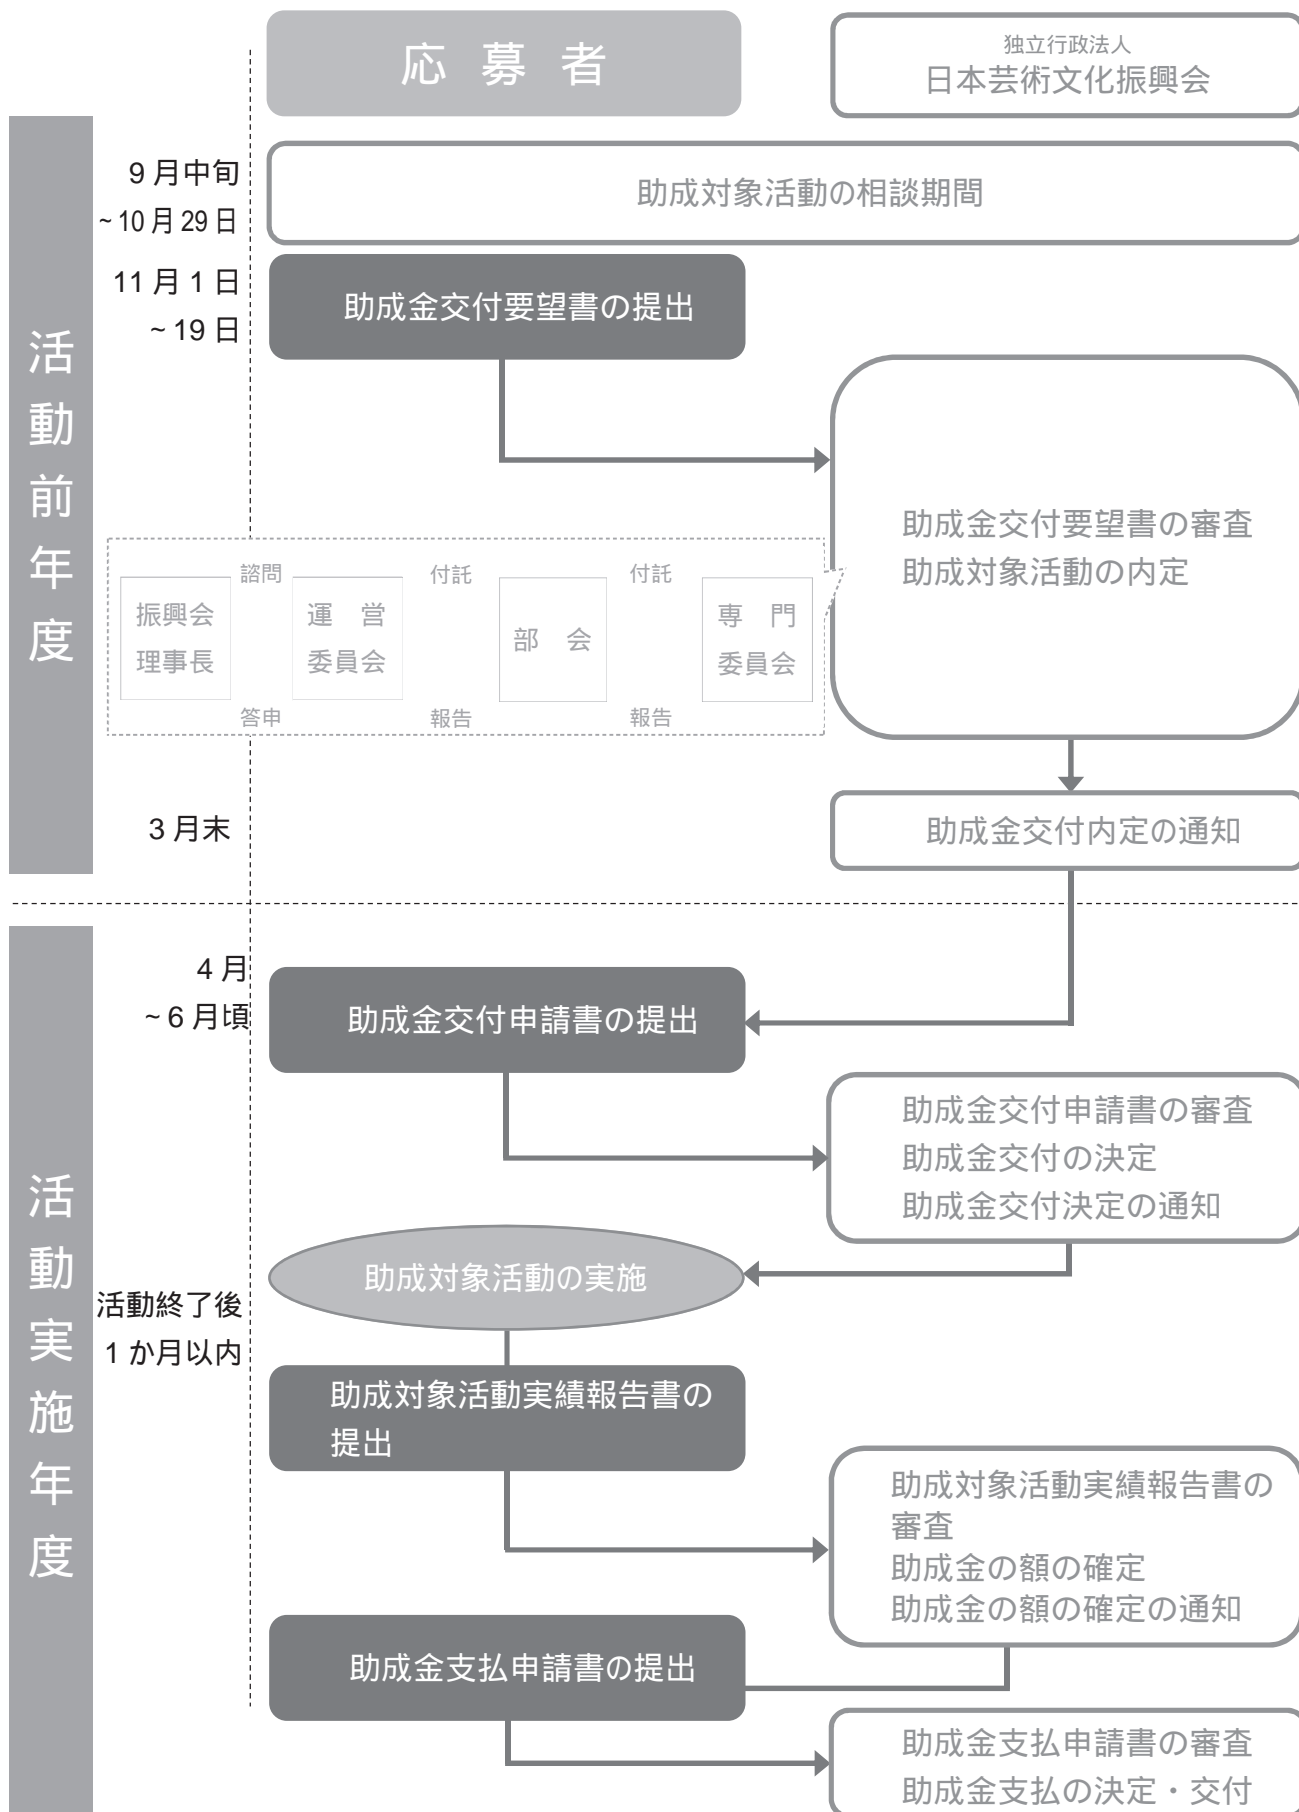 応募者
独立行政法人
日本芸術文化振興会
活動前年度
9月中旬
~10月29日
助成対象活動の相談期間
11月1日
~19日
助成金交付要望書の提出
助成金交付要望書の審査
助成対象活動の内定
諮問
付託
付託
振興会
理事長
運営
委員会
部会
専門
委員会
答申
報告
報告
3月末
助成金交付内定の通知
活動実施年度
4月
~6月頃
助成金交付申請書の提出
助成金交付申請書の審査
助成金交付の決定
助成金交付決定の通知
助成対象活動の実施
活動終了後
1か月以内
助成対象活動実績報告書の
提出
助成対象活動実績報告書の
審査
助成金の額の確定
助成金の額の確定の通知
助成金支払申請書の提出
助成金支払申請書の審査
助成金支払の決定・交付